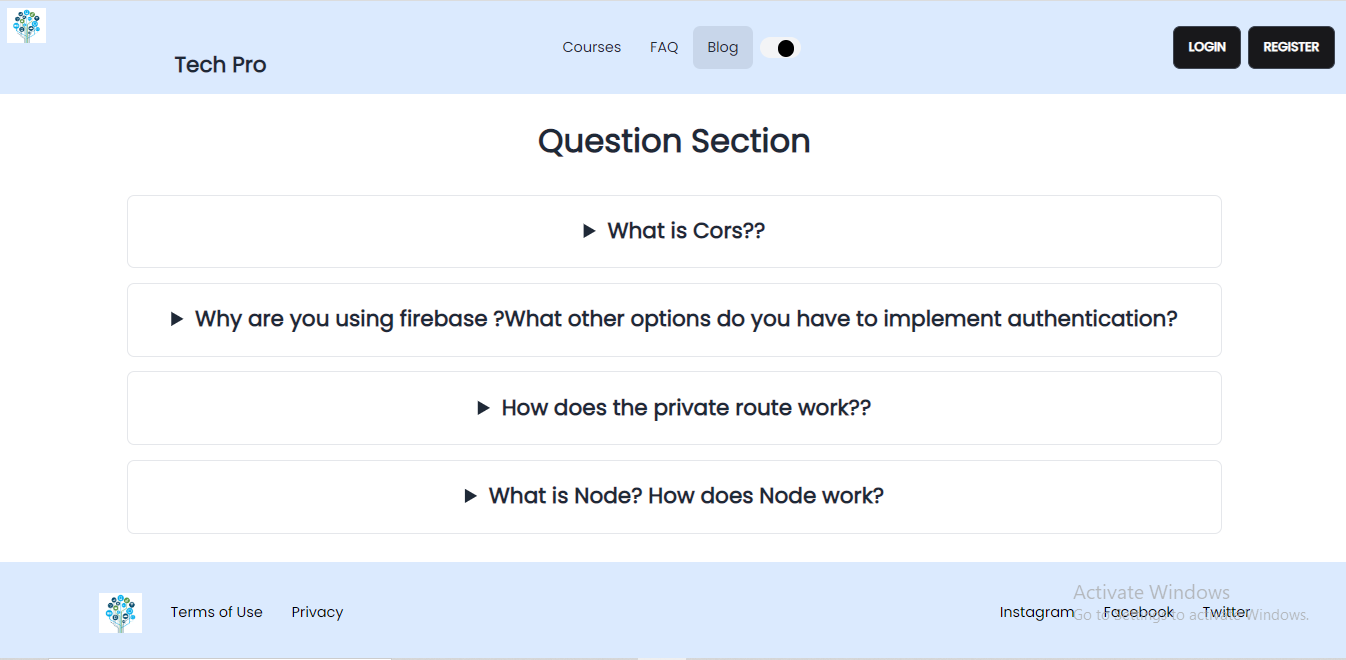 Tech Pro
Courses FAQ Blog
LOGIN REGISTER
Question Section
What is Cors??
Why are you using firebase ?What other options do you have to implement authentication?
How does the private route work??
What is Node? How does Node work?
Terms of Use Privacy
Instagram Facebook Twitter
Activate Windows
Go to Settings to activate Windows.